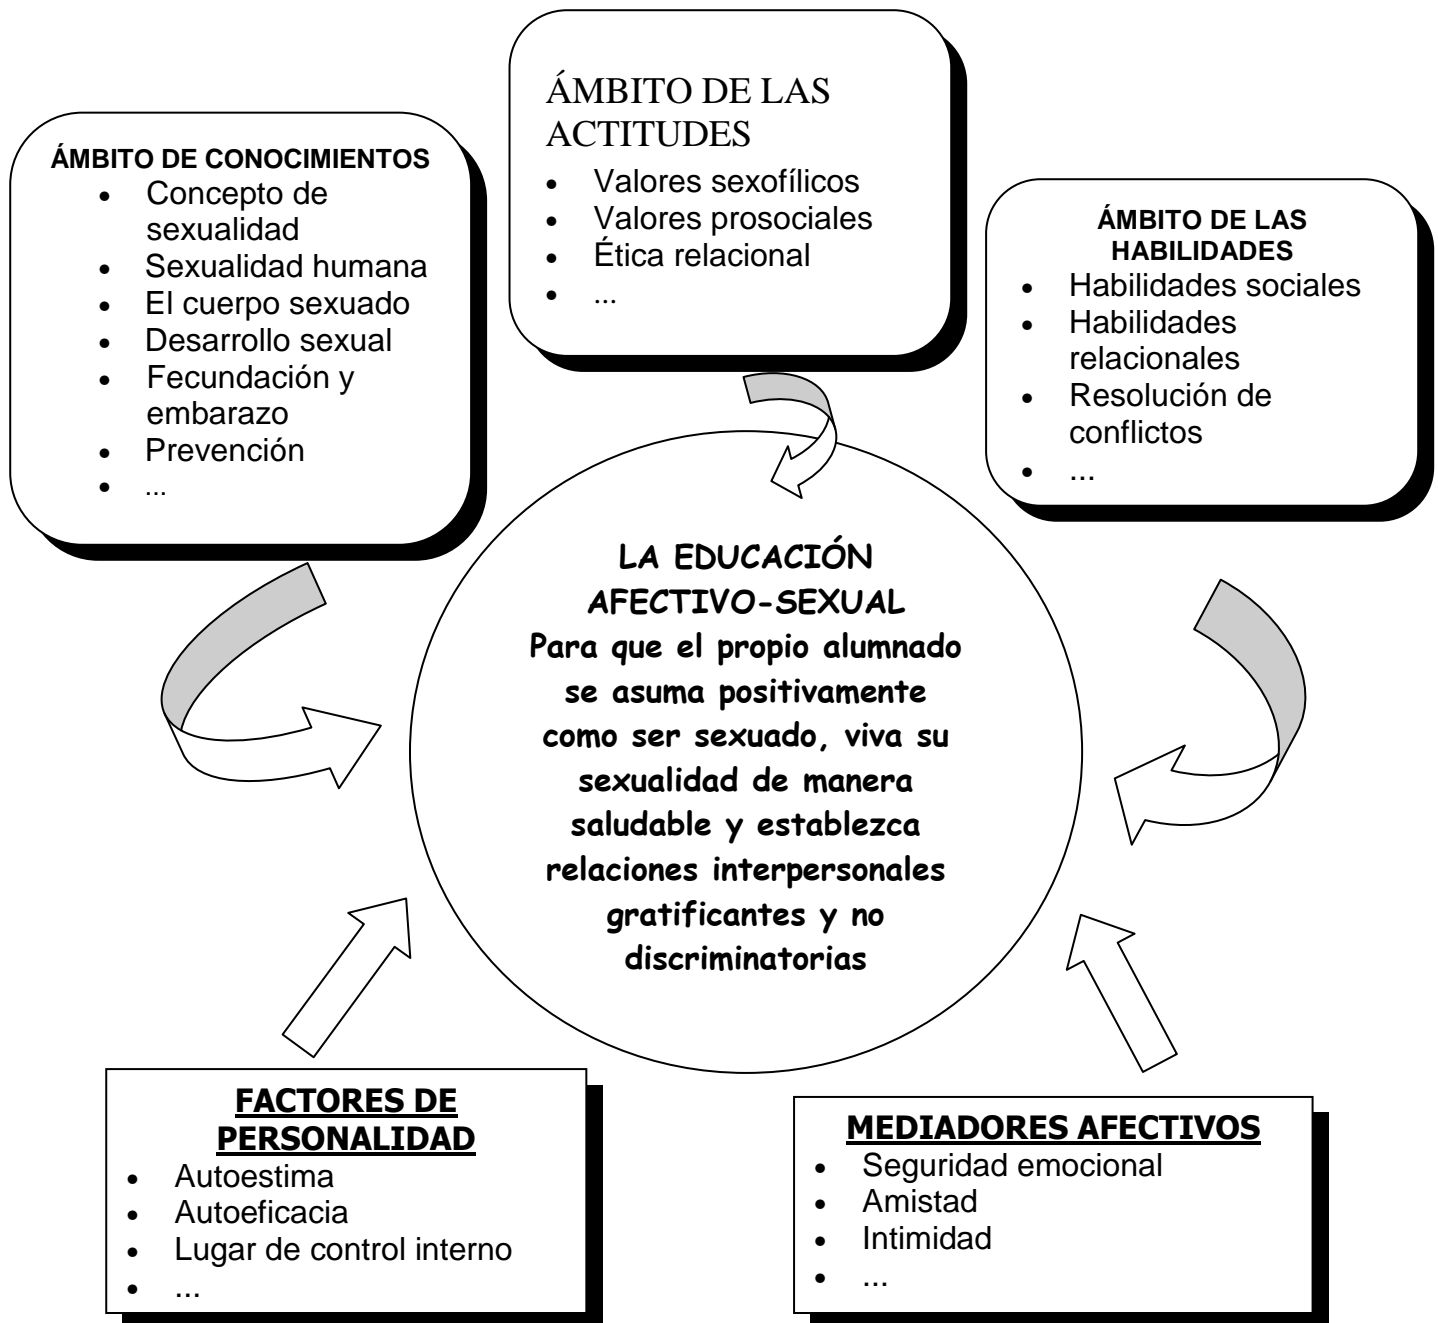 ÁMBITO DE LAS
ACTITUDES
• Valores sexofílicos
• Valores prosociales
• Ética relacional
• ...
ÁMBITO DE CONOCIMIENTOS
• Concepto de
sexualidad
• Sexualidad humana
• El cuerpo sexuado
• Desarrollo sexual
• Fecundación y
embarazo
• Prevención
• ...
ÁMBITO DE LAS
HABILIDADES
• Habilidades sociales
• Habilidades
relacionales
• Resolución de
conflictos
• ...
LA EDUCACIÓN
AFECTIVO-SEXUAL
Para que el propio alumnado
se asuma positivamente
como ser sexuado, viva su
sexualidad de manera
saludable y establezca
relaciones interpersonales
gratificantes y no
discriminatorias
FACTORES DE
PERSONALIDAD
• Autoestima
• Autoeficacia
• Lugar de control interno
• ...
MEDIADORES AFECTIVOS
• Seguridad emocional
• Amistad
• Intimidad
• ...